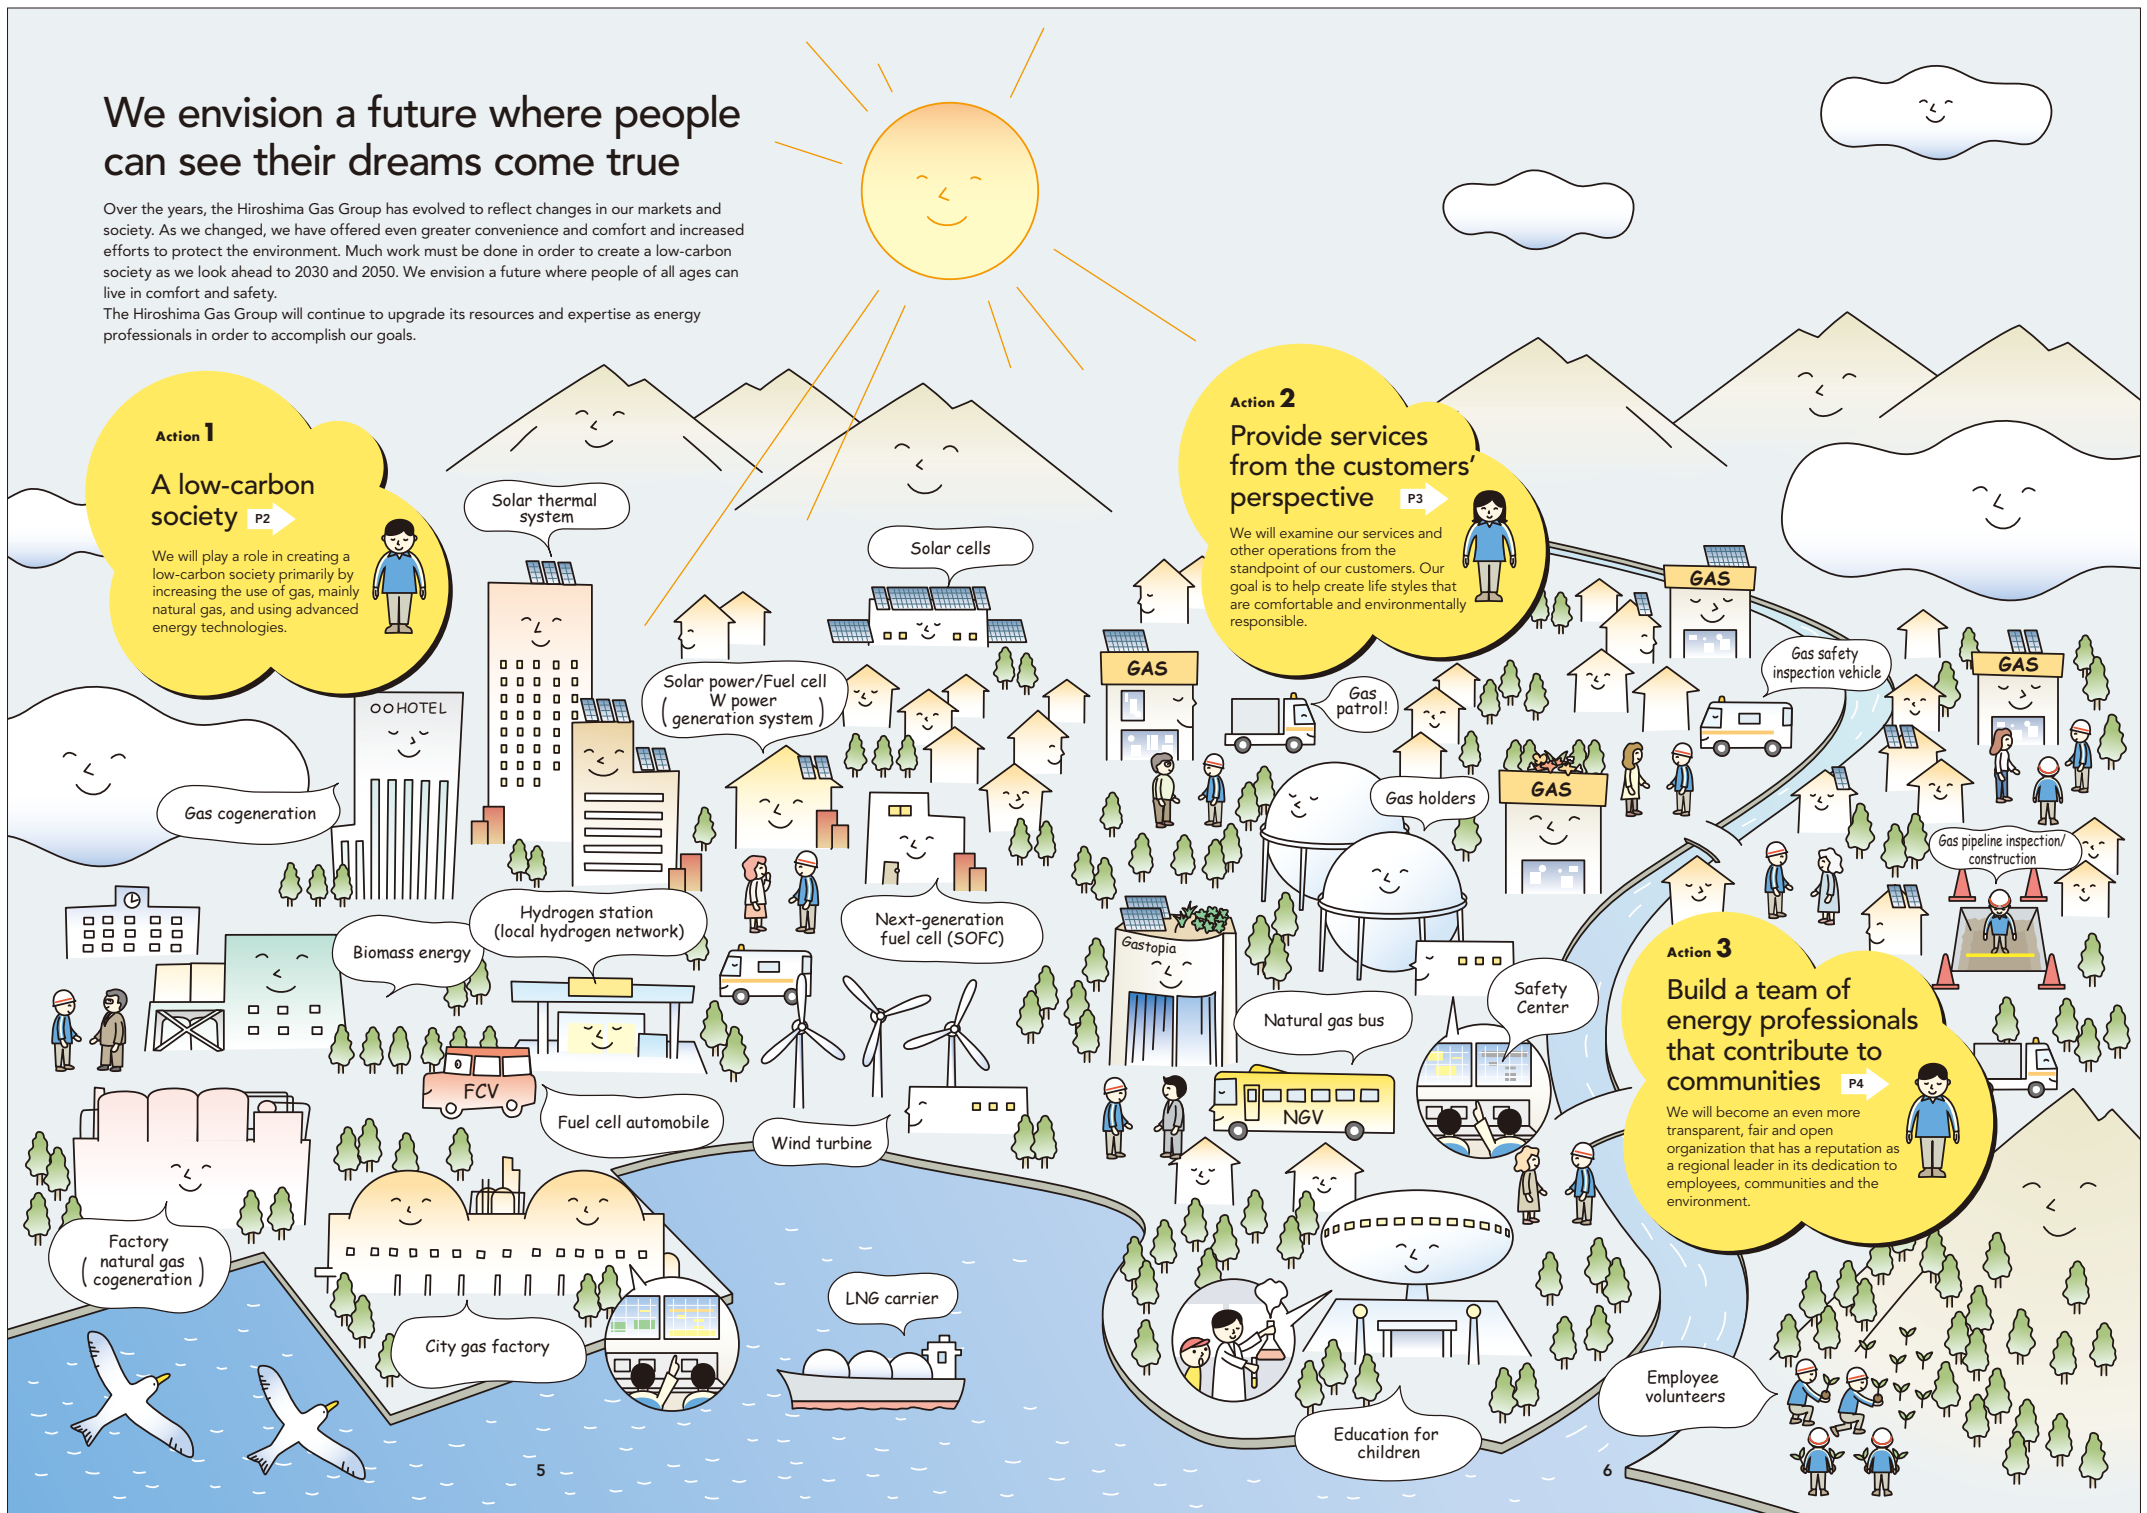 We envision a future where people
can see their dreams come true
Over the years, the Hiroshima Gas Group has evolved to reflect changes in our markets and
society. As we changed, we have offered even greater convenience and comfort and increased
efforts to protect the environment. Much work must be done in order to create a low-carbon
society as we look ahead to 2030 and 2050. We envision a future where people of all ages can
live in comfort and safety.
The Hiroshima Gas Group will continue to upgrade its resources and expertise as energy
professionals in order to accomplish our goals.
Action 1
A low-carbon
society P2
We will play a role in creating a
low-carbon society primarily by
increasing the use of gas, mainly
natural gas, and using advanced
energy technologies.
Action 2
Provide services
from the customers'
perspective P3
We will examine our services and
other operations from the
standpoint of our customers. Our
goal is to help create life styles that
are comfortable and environmentally
responsible.
Solar thermal
system
Solar cells
GAS
Gas safety
inspection vehicle
GAS
GAS
Solar power/Fuel cell
W power
( generation system )
Gas
patrol!
○○HOTEL
Gas cogeneration
Gas holders
GAS
Gas pipeline inspection/
construction
Hydrogen station
(local hydrogen network)
Next-generation
fuel cell (SOFC)
Biomass energy
Gastopia
Safety
Center
Natural gas bus
Action 3
Build a team of
energy professionals
that contribute to
communities P4
We will become an even more
transparent, fair and open
organization that has a reputation as
a regional leader in its dedication to
employees, communities and the
environment.
FCV
NGV
Fuel cell automobile
Wind turbine
Factory
( natural gas
cogeneration )
LNG carrier
City gas factory
Employee
volunteers
Education for
children
5
6